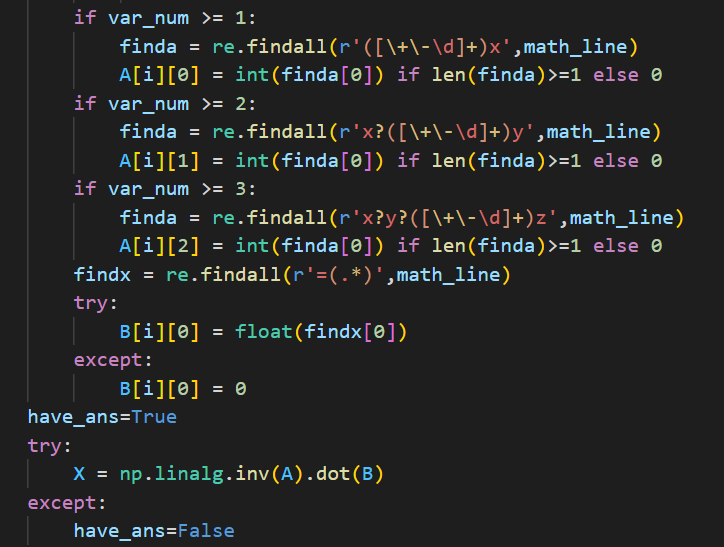 if var_num >= 1:
finda = re.findall(r'([\+\-\d]+)x',math_line)
A[i][0] = int(finda[0]) if len(finda)>=1 else 0
if var_num >= 2:
finda = re.findall(r'x?([\+\-\d]+)y',math_line)
A[i][1] = int(finda[0]) if len(finda)>=1 else 0
if var_num >= 3:
finda = re.findall(r'x?y?([\+\-\d]+)z',math_line)
A[i][2] = int(finda[0]) if len(finda)>=1 else 0
findx = re.findall(r'=(.*)',math_line)
try:
B[i][0] = float(findx[0])
except:
B[i][0] = 0
have_ans=True
try:
X = np.linalg.inv(A).dot(B)
except:
have_ans=False